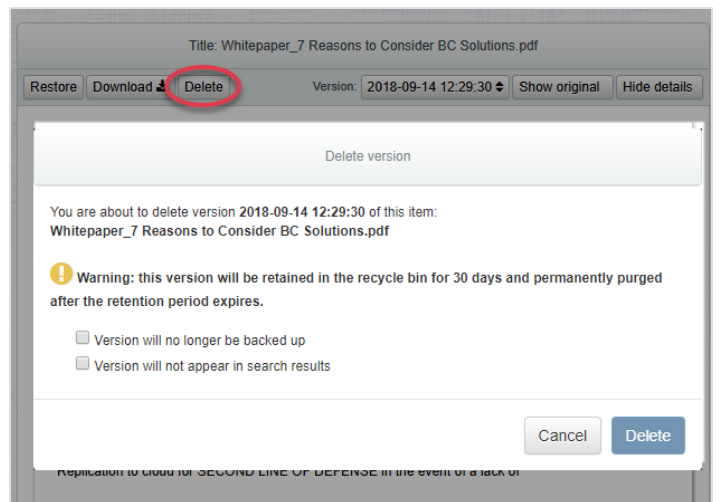 Title: Whitepaper_7 Reasons to Consider BC Solutions.pdf
Restore Download Delete Version: 2018-09-14 12:29:30 Show original Hide details
Delete version
You are about to delete version 2018-09-14 12:29:30 of this item:
Whitepaper_7 Reasons to Consider BC Solutions.pdf
Warning: this version will be retained in the recycle bin for 30 days and permanently purged
after the retention period expires.
Version will no longer be backed up
Version will not appear in search results
Cancel Delete
Replication to cloud for SECOND LINE OF DEFENSE in the event of a lack of